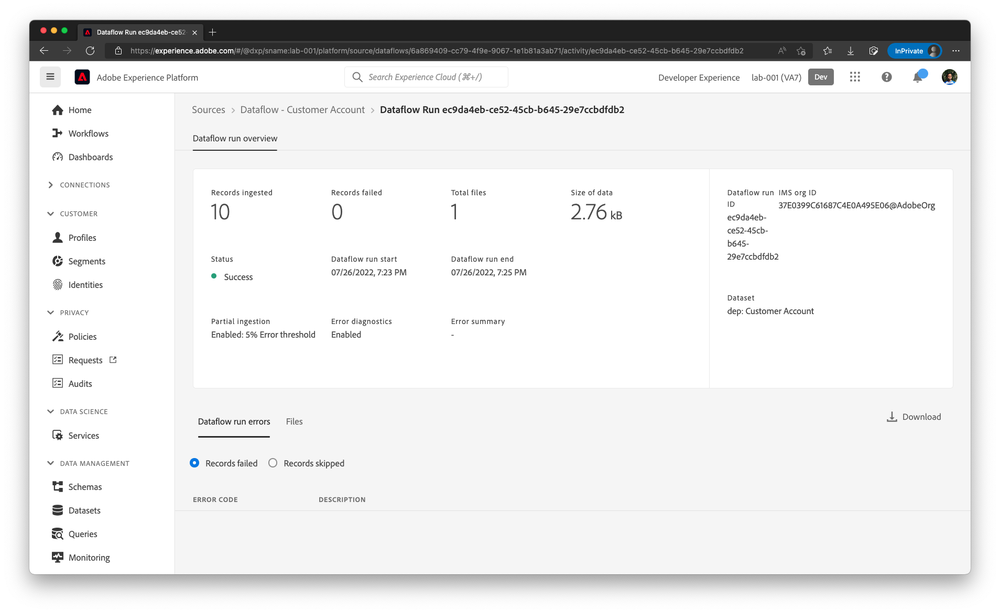 Dataflow Run ec9da4eb-ce52-
https://experience.adobe.com/#/@dxp/sname:lab-001/platform/source/dataflows/6a869409-cc79-4f9e-9067-1e1b81a3ab71/activity/ec9da4eb-ce52-45cb-b645-29e7ccbdfdb2
InPrivate
Adobe Experience Platform
Search Experience Cloud (⌘+/)
Developer Experience
lab-001 (VA7)
Dev
Home
Workflows
Dashboards
CONNECTIONS
CUSTOMER
Profiles
Segments
Identities
PRIVACY
Policies
Requests
Audits
DATA SCIENCE
Services
DATA MANAGEMENT
Schemas
Datasets
Queries
Monitoring
Sources > Dataflow - Customer Account > Dataflow Run ec9da4eb-ce52-45cb-b645-29e7ccbdfdb2
Dataflow run overview
Records ingested
10
Records failed
0
Total files
1
Size of data
2.76 kB
Status
Success
Dataflow run start
07/26/2022, 7:23 PM
Dataflow run end
07/26/2022, 7:25 PM
Partial ingestion
Enabled: 5% Error threshold
Error diagnostics
Enabled
Error summary
-
Dataflow run
ID
ec9da4eb-
ce52-45cb-
b645-
29e7ccbdfdb2
IMS org ID
37E0399C61687C4E0A495E06@AdobeOrg
Dataset
dep: Customer Account
Dataflow run errors
Files
Download
Records failed
Records skipped
ERROR CODE
DESCRIPTION